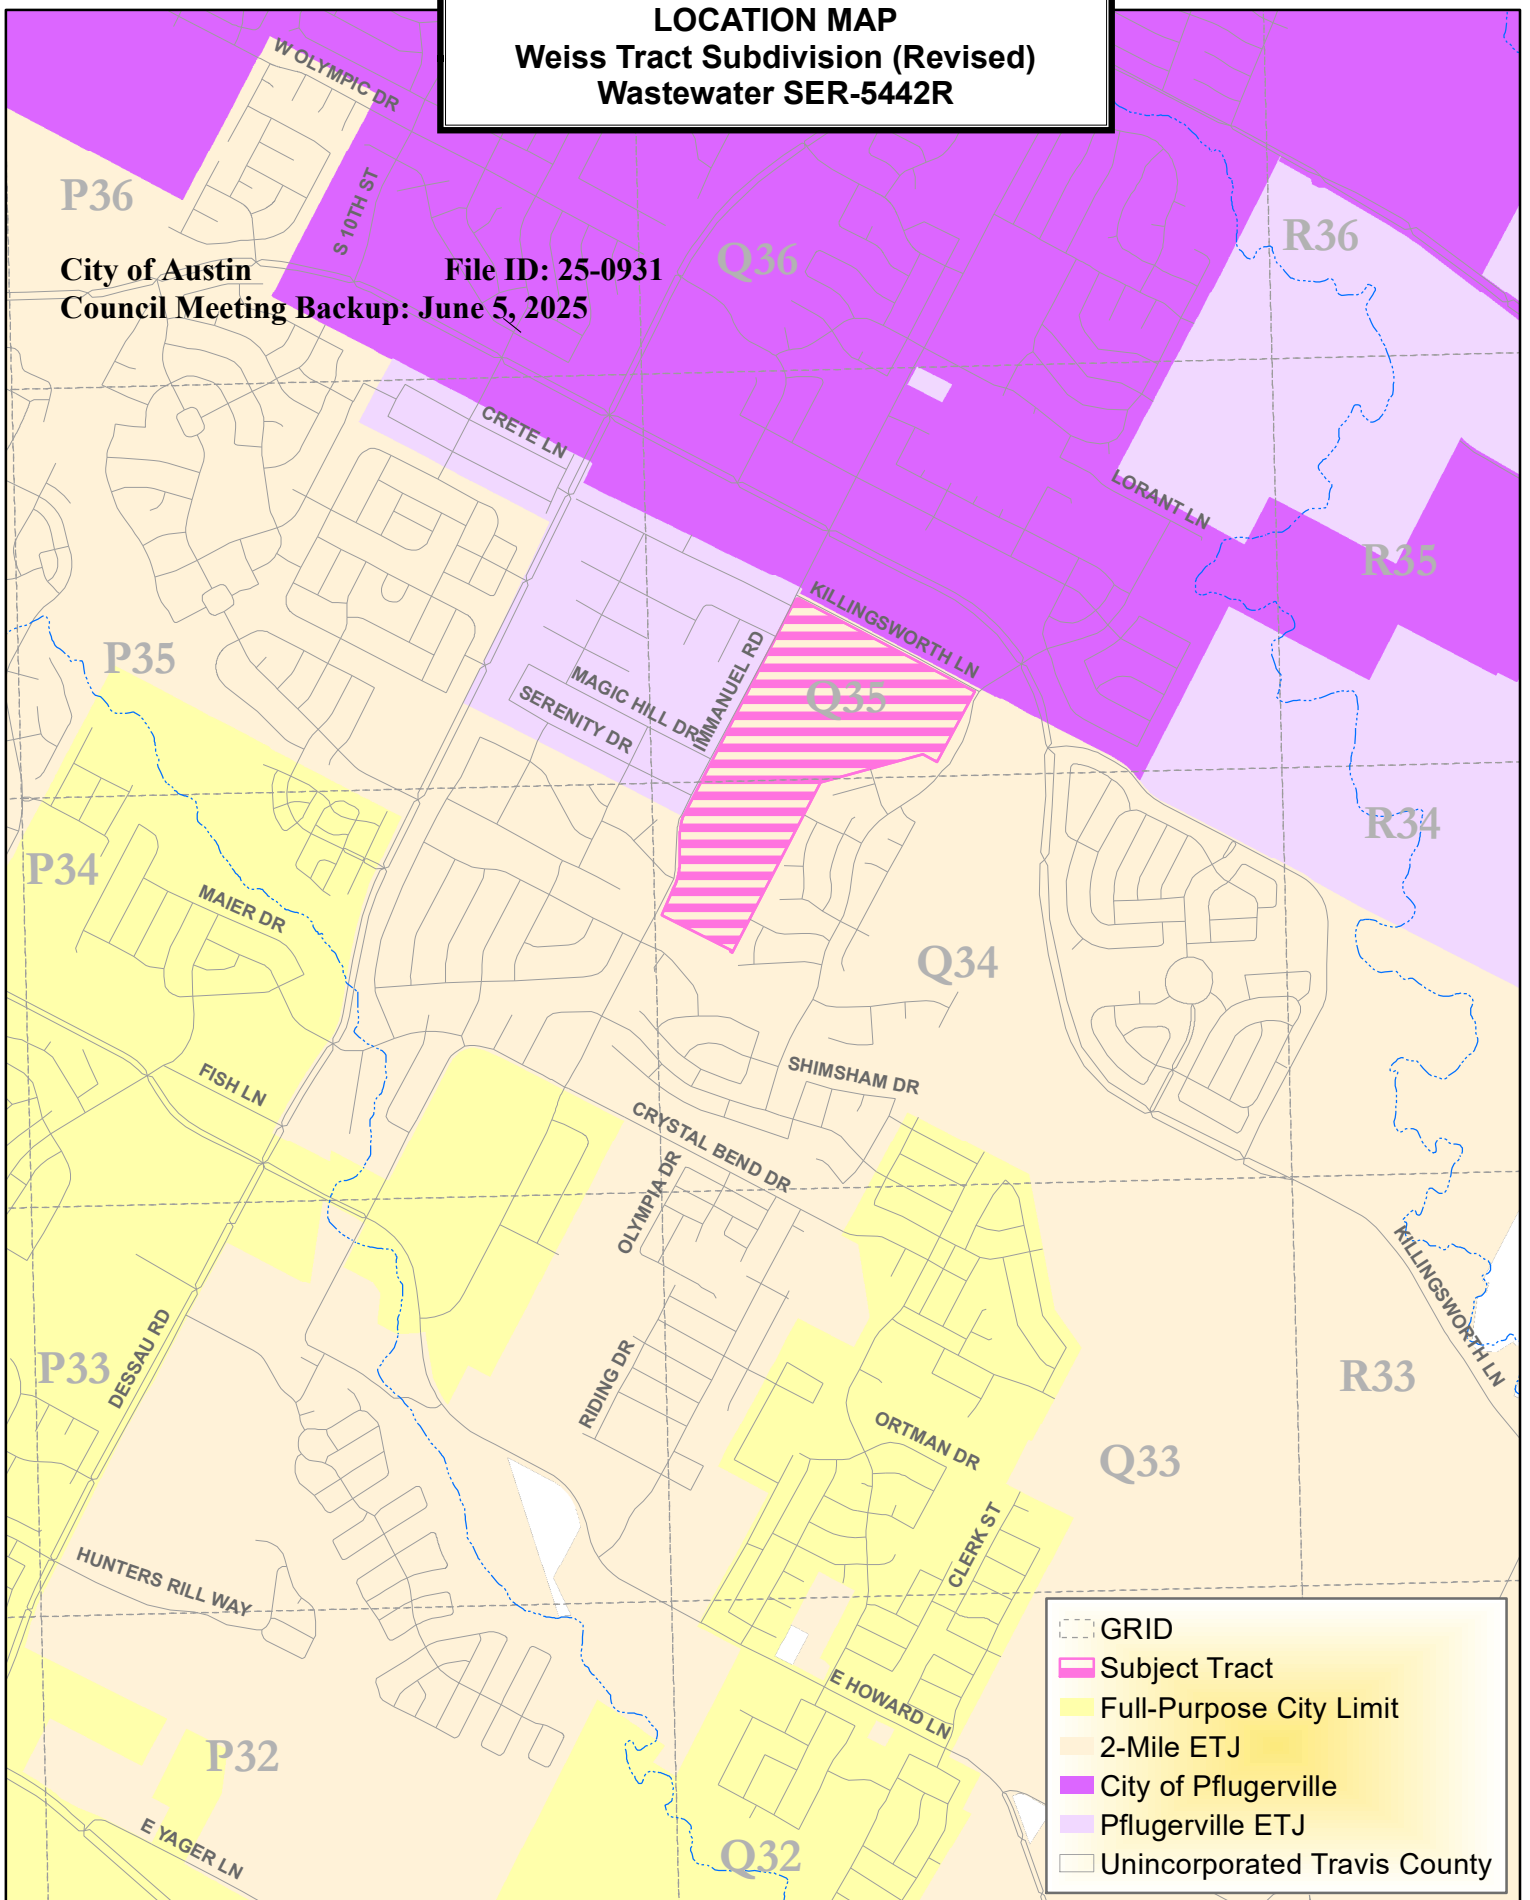 LOCATION MAP
Weiss Tract Subdivision (Revised)
Wastewater SER-5442R
W OLYMPIC DR
P36
S 10TH ST
R36
Q36
City of Austin File ID: 25-0931
Council Meeting Backup: June 5, 2025
CRETE LN
LORANT LN
R35
KILLINGSWORTH LN
P35
IMMANUEL RD
MAGIC HILL DR
SERENITY DR
Q35
R34
P34
MAIER DR
Q34
SHIMSHAM DR
FISH LN
CRYSTAL BEND DR
OLYMPIA DR
KILLINGSWORTH LN
DESSAU RD
P33
R33
RIDING DR
ORTMAN DR
Q33
CLERK ST
HUNTERS RILL WAY
E HOWARD LN
P32
E YAGER LN
Q32
GRID
Subject Tract
Full-Purpose City Limit
2-Mile ETJ
City of Pflugerville
Pflugerville ETJ
Unincorporated Travis County